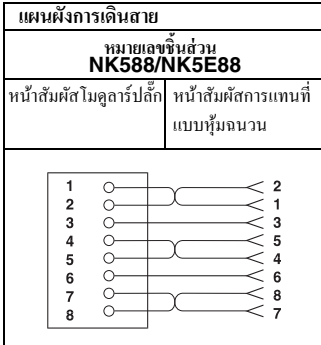 แผนผังการเดินสาย
หมายเลขชิ้นส่วน
NK588/NK5E88
หน้าสัมผัสโมดูลาร์ปลั๊ก
หน้าสัมผัสการแทนที่
แบบหุ้มฉนวน
1 2
2 1
3 3
4 5
5 4
6 6
7 8
8 7